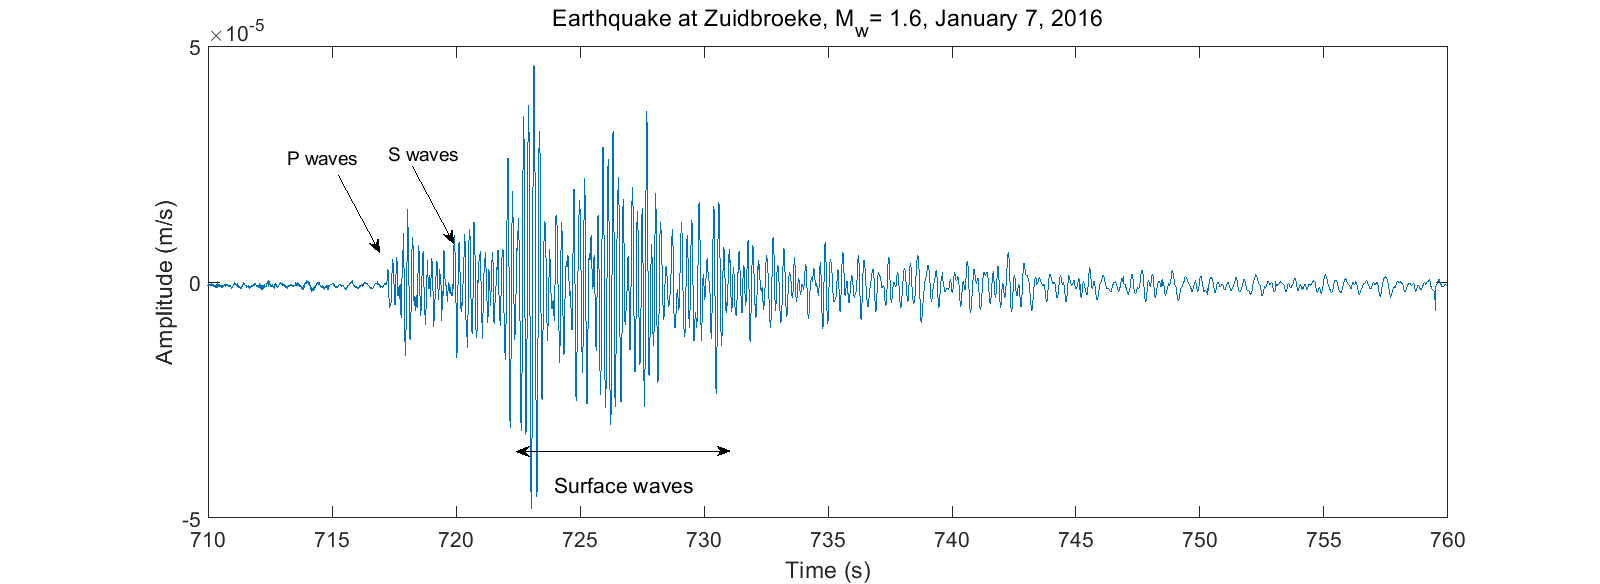 Earthquake at Zuidbroeke, Mw= 1.6, January 7, 2016
×10-5
5
P waves
S waves
Amplitude (m/s)
0
Surface waves
-5
710 715 720 725 730 735 740 745 750 755 760
Time (s)